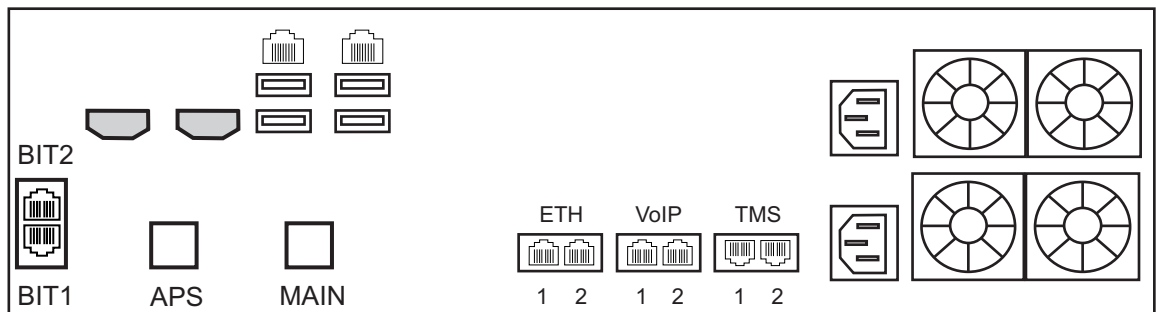 BIT2
ETH VoIP TMS
BIT1 APS MAIN 1 2 1 2 1 2